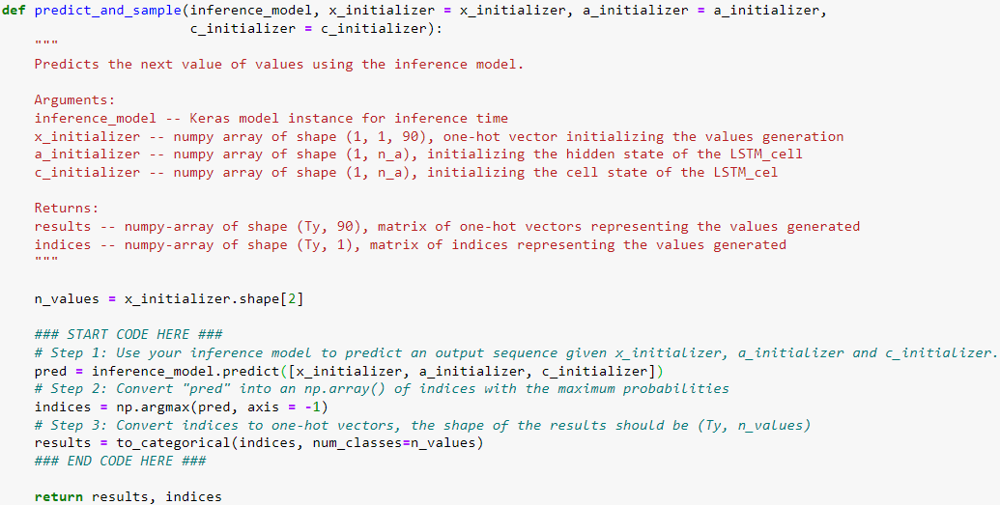 def predict_and_sample(inference_model, x_initializer = x_initializer, a_initializer = a_initializer,
                       c_initializer = c_initializer):
    """
    Predicts the next value of values using the inference model.

    Arguments:
    inference_model -- Keras model instance for inference time
    x_initializer -- numpy array of shape (1, 1, 90), one-hot vector initializing the values generation
    a_initializer -- numpy array of shape (1, n_a), initializing the hidden state of the LSTM_cell
    c_initializer -- numpy array of shape (1, n_a), initializing the cell state of the LSTM_cel

    Returns:
    results -- numpy-array of shape (Ty, 90), matrix of one-hot vectors representing the values generated
    indices -- numpy-array of shape (Ty, 1), matrix of indices representing the values generated
    """

    n_values = x_initializer.shape[2]

    ### START CODE HERE ###
    # Step 1: Use your inference model to predict an output sequence given x_initializer, a_initializer and c_initializer.
    pred = inference_model.predict([x_initializer, a_initializer, c_initializer])
    # Step 2: Convert "pred" into an np.array() of indices with the maximum probabilities
    indices = np.argmax(pred, axis = -1)
    # Step 3: Convert indices to one-hot vectors, the shape of the results should be (Ty, n_values)
    results = to_categorical(indices, num_classes=n_values)
    ### END CODE HERE ###

    return results, indices